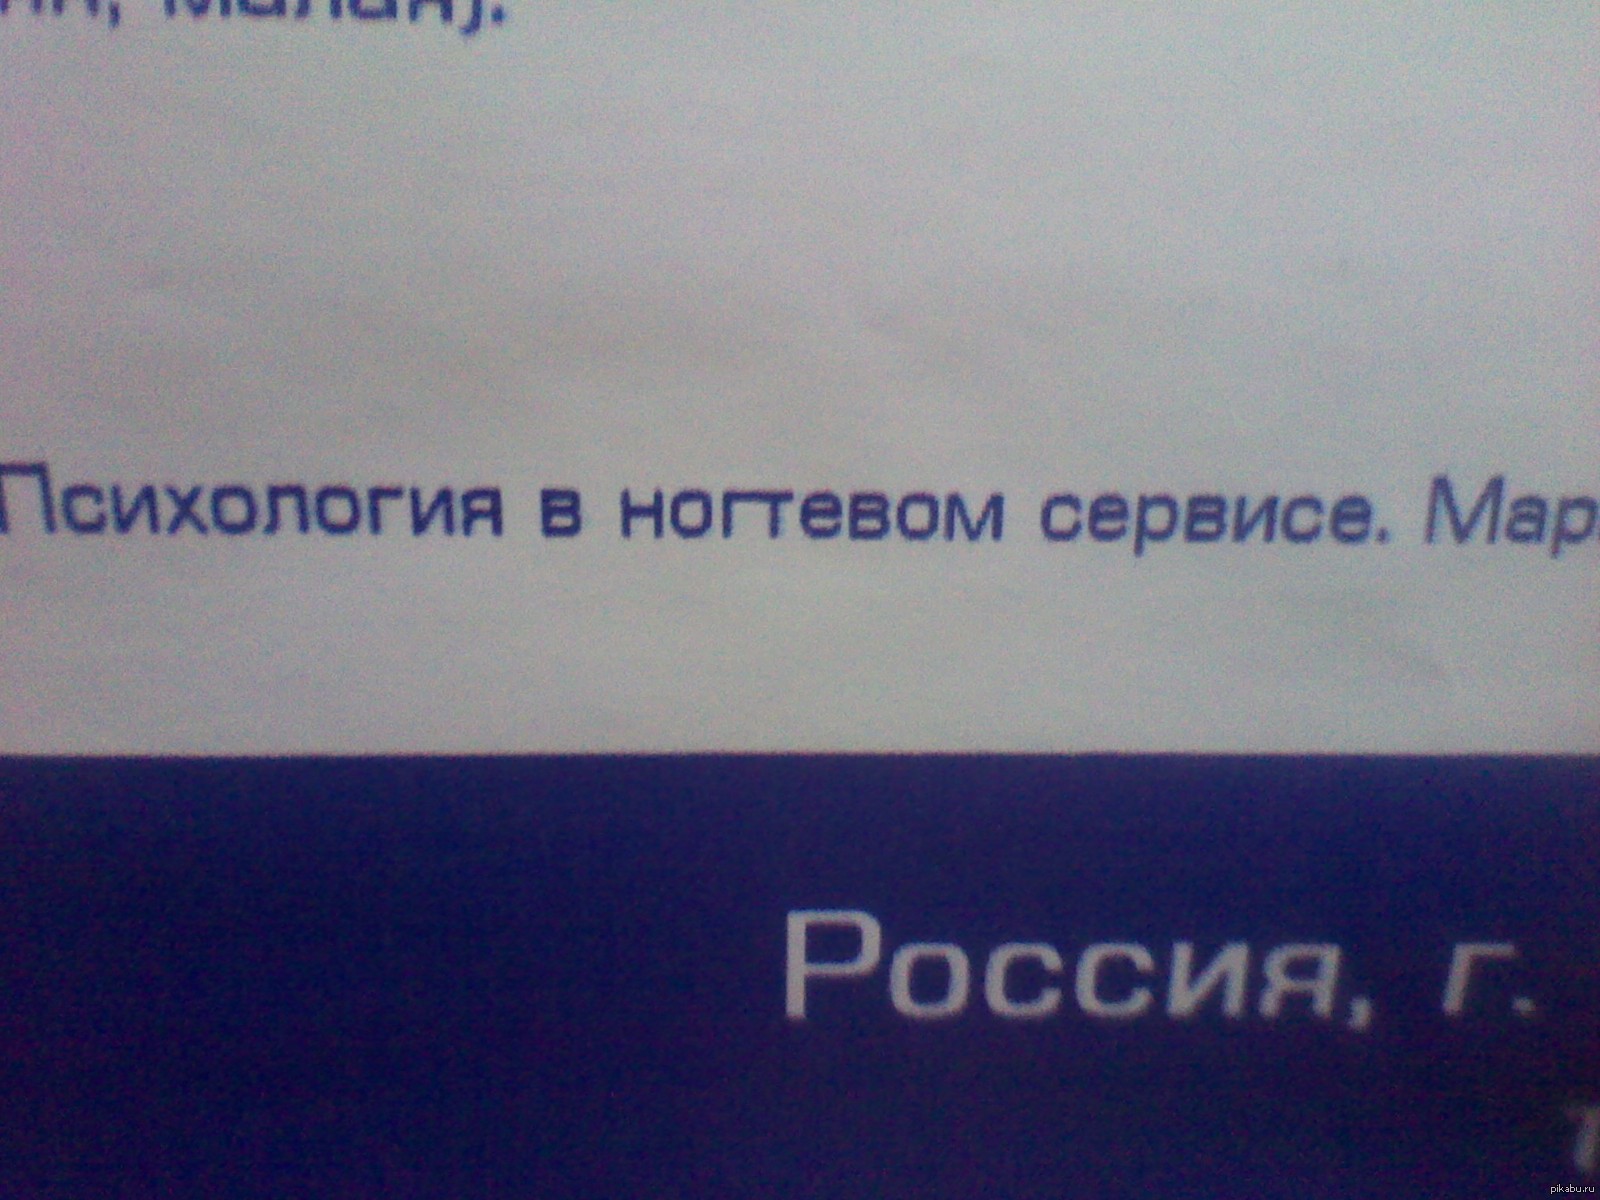 Психология в ногтевом сервисе. Мар
Россия, г.
pikabu.ru